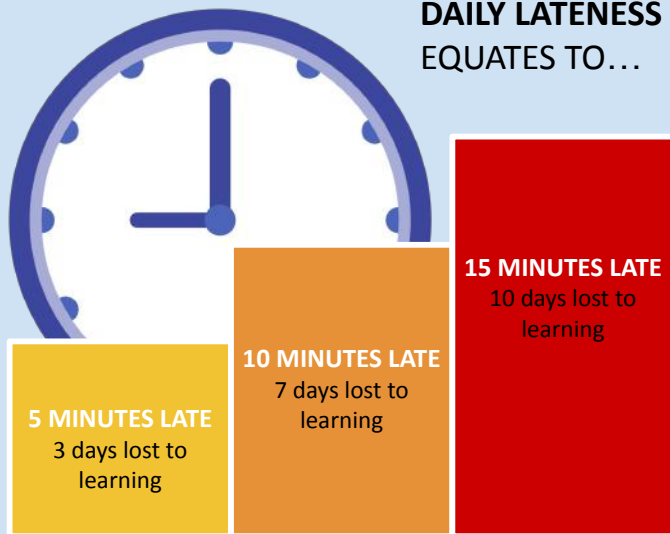 DAILY LATENESS
EQUATES TO…
15 MINUTES LATE
10 days lost to
learning
10 MINUTES LATE
7 days lost to
learning
5 MINUTES LATE
3 days lost to
learning